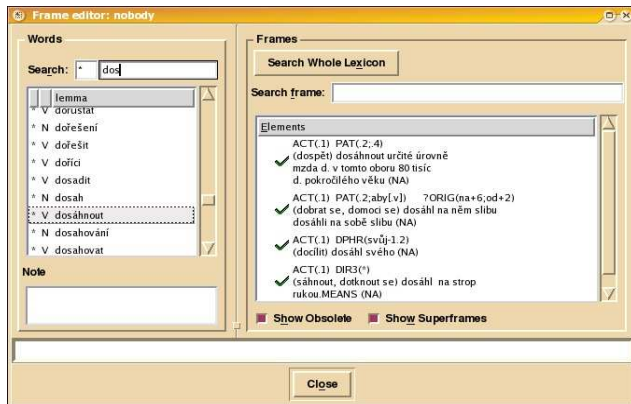 Frame editor: nobody
Words
Search: * dos
lemma
* V dorůstat
* N dořešení
* V dořešit
* V doříci
* V dosadit
* N dosah
* V dosáhnout
* N dosahování
* V dosahovat
Note
Frames
Search Whole Lexicon
Search frame:
Elements
ACT(.1) PAT(.2;.4)
(dospět) dosáhnout určité úrovně
mzda d. v tomto oboru 80 tisíc
d. pokročilého věku (NA)
ACT(.1) PAT(.2;aby[.v]) ?ORIG(na+6;od+2)
(dobrat se, domoci se) dosáhl na něm slibu
dosáhli na sobě slibu (NA)
ACT(.1) DPHR(svůj-1.2)
(docílit) dosáhl svého (NA)
ACT(.1) DIR3(*)
(sáhnout, dotknout se) dosáhl na strop
rukou.MEANS (NA)
Show Obsolete Show Superframes
Close